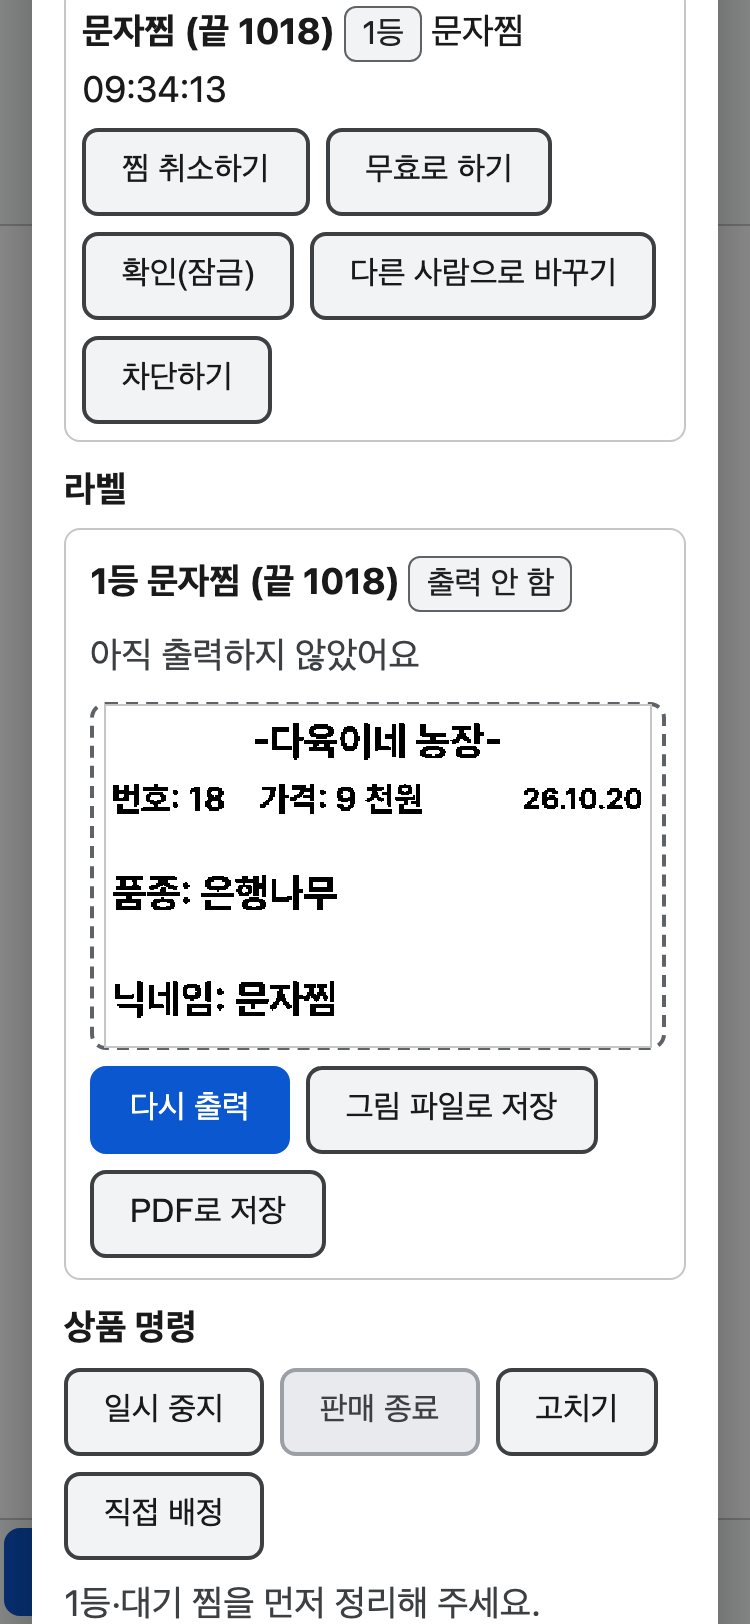 문자찜 (끝 1018) 1등 문자찜
09:34:13
찜 취소하기 무효로 하기
확인(잠금) 다른 사람으로 바꾸기
차단하기
라벨
1등 문자찜 (끝 1018) 출력 안 함
아직 출력하지 않았어요
-다육이네 농장-
번호: 18 가격: 9 천원 26.10.20
품종: 은행나무
닉네임: 문자찜
다시 출력 그림 파일로 저장
PDF로 저장
상품 명령
일시 중지 판매 종료 고치기
직접 배정
1등·대기 찜을 먼저 정리해 주세요.